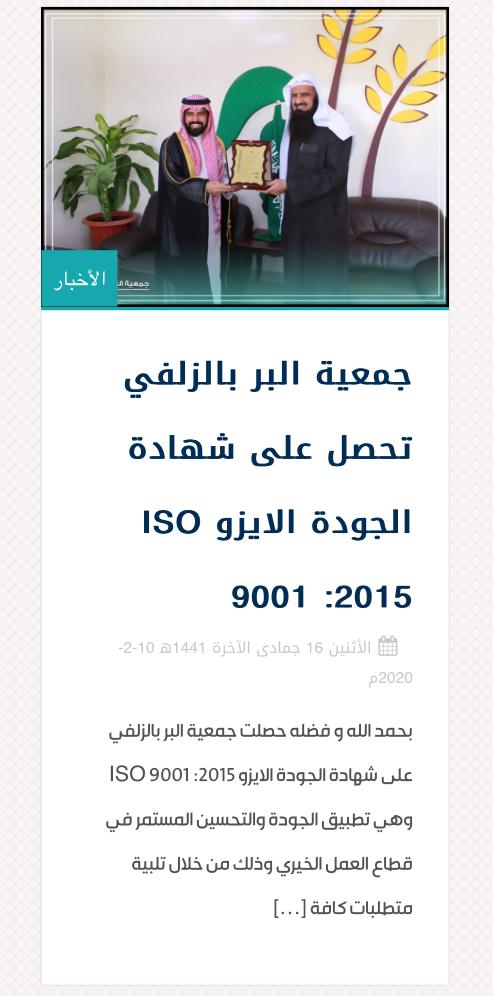 الأخبار
جمعية الب
جمعية البر بالزلفي
تحصل على شهادة
الجودة الايزو ISO
9001 :2015
الأثنين 16 جمادى الآخرة 1441هـ 10-2-
2020م
بحمد الله و فضله حصلت جمعية البر بالزلفي
على شهادة الجودة الايزو ISO 9001 :2015
وهي تطبيق الجودة والتحسين المستمر في
قطاع العمل الخيري وذلك من خلال تلبية
متطلبات كافة [...]